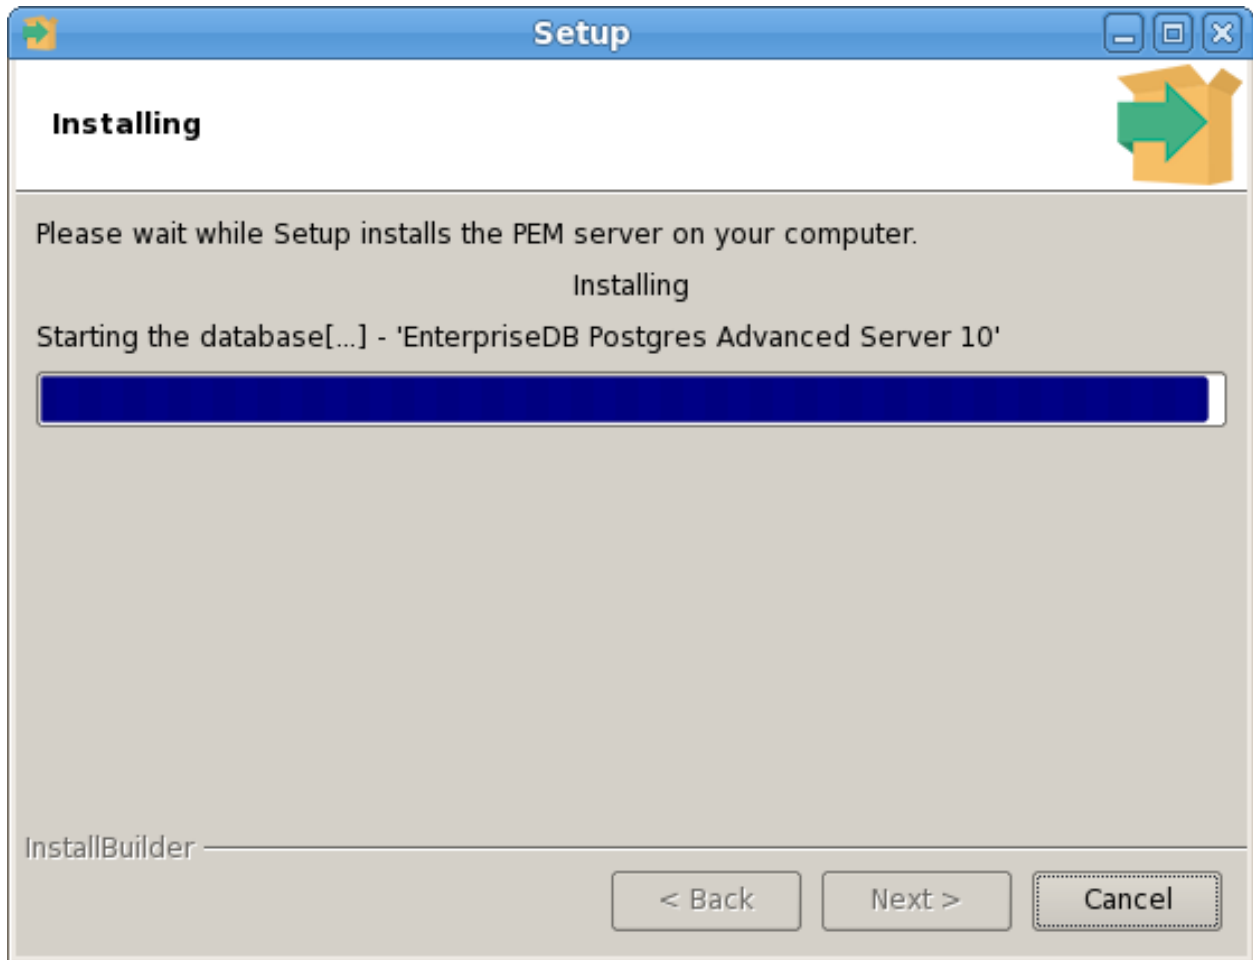 Setup
Installing
Please wait while Setup installs the PEM server on your computer.
Installing
Starting the database[...] - 'EnterpriseDB Postgres Advanced Server 10'
InstallBuilder
< Back
Next >
Cancel